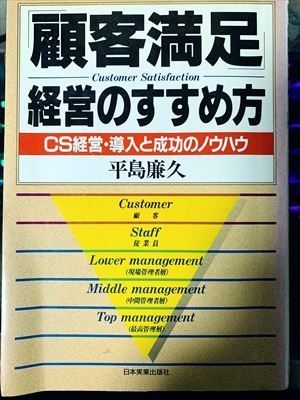 「顧客満足」
Customer Satisfaction
経営のすすめ方
CS経営・導入と成功のノウハウ
平島廉久
Customer
顧客
Staff
従業員
Lower management
(現場管理者層)
Middle management
(中間管理者層)
Top management
(最高管理層)
日本実業出版社